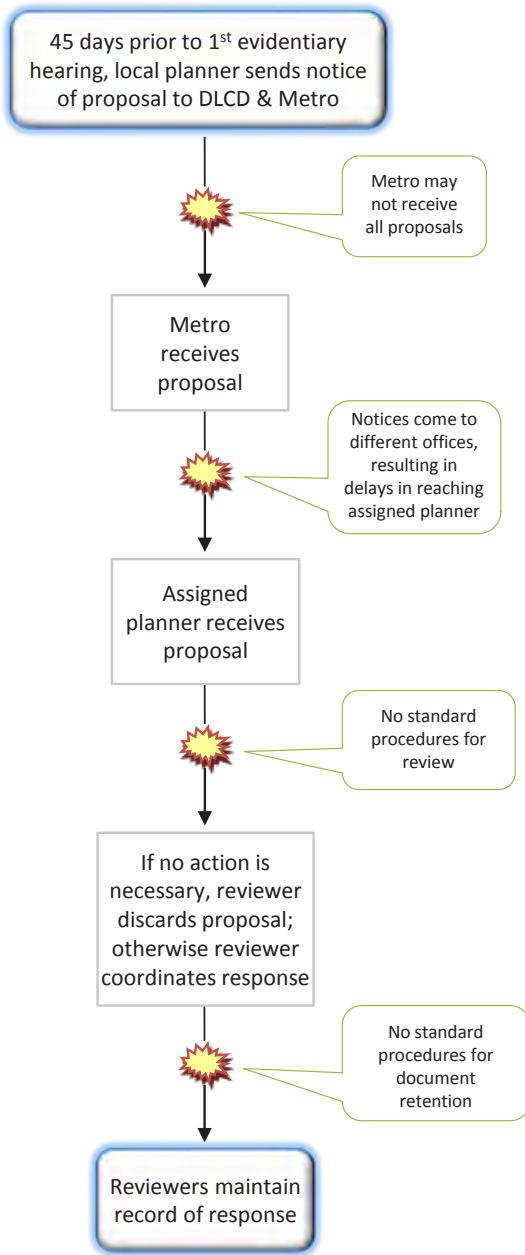 45 days prior to 1st evidentiary
hearing, local planner sends notice
of proposal to DLCD & Metro
Metro may
not receive
all proposals
Metro
receives
proposal
Notices come to
different offices,
resulting in
delays in reaching
assigned planner
Assigned
planner receives
proposal
No standard
procedures for
review
If no action is
necessary, reviewer
discards proposal;
otherwise reviewer
coordinates response
No standard
procedures for
document
retention
Reviewers maintain
record of response